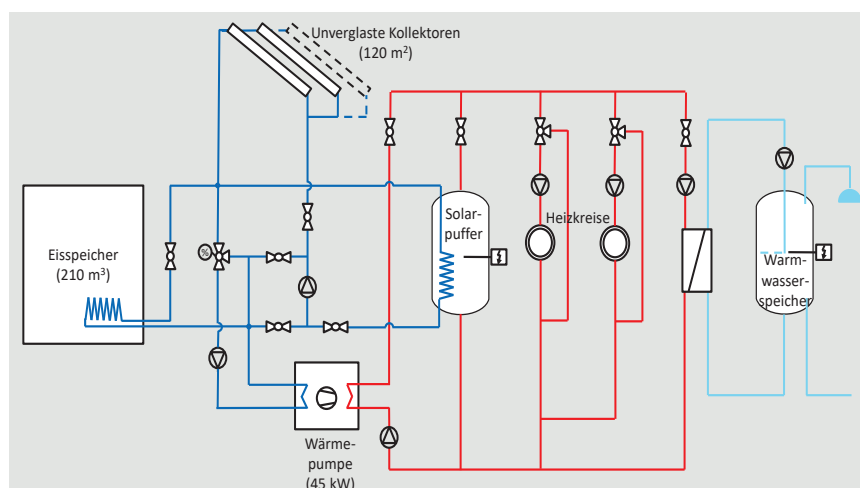 Unverglaste Kollektoren
(120 m²)
Eisspeicher
(210 m³)
%
Solar-
puffer
Heizkreise
Warm-
wasser-
speicher
Wärme-
pumpe
(45 kW)